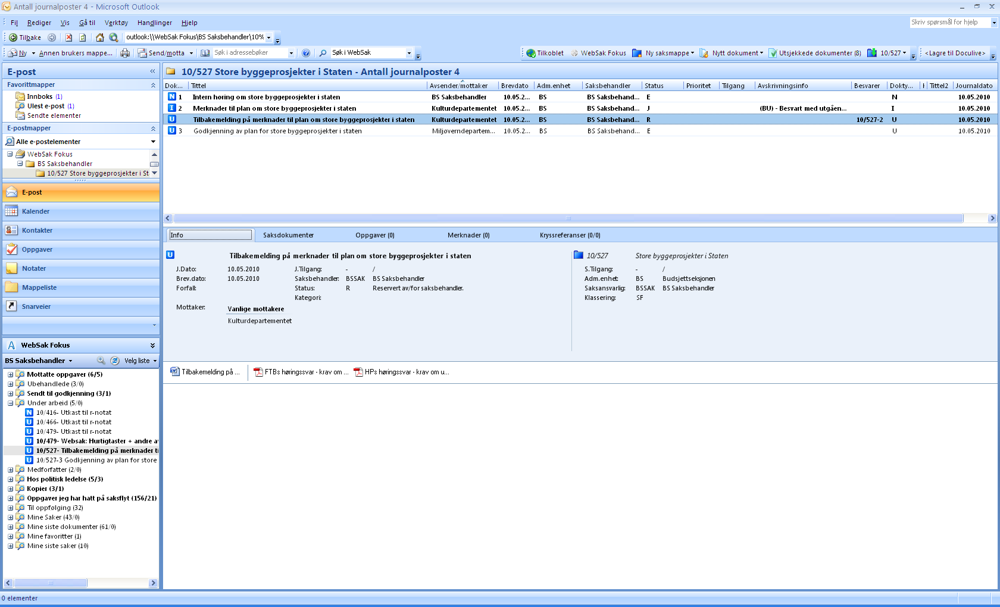 Antall journalposter 4 - Microsoft Outlook
Fil Rediger Vis Gå til Verktøy Handlinger Hjelp
Skriv spørsmål for hjelp
Tilbake outlook:\\WebSak Fokus\BS Saksbehandler\10%
Ny Annen brukers mappe... Send/motta Søk i adressebøker Søk i WebSak
Tilkoblet WebSak Fokus Ny saksmappe Nytt dokument Utsjekkede dokumenter (8) 10/527 <Lagre til Doculive>
E-post «
Favorittmapper
Innboks (1)
Ulest e-post (1)
Sendte elementer
E-postmapper
Alle e-postelementer
WebSak Fokus
BS Saksbehandler
10/527 Store byggeprosjekter i St
E-post
Kalender
Kontakter
Oppgaver
Notater
Mappeliste
Snarveier
WebSak Fokus
BS Saksbehandler Velg liste
Mottatte oppgaver (6/5)
Ubehandlede (3/0)
Sendt til godkjenning (3/1)
Under arbeid (5/0)
N 10/416- Utkast til r-notat
U 10/466- Utkast til r-notat
U 10/479- Utkast til r-notat
U 10/479- Websak: Hurtigtaster + andre a
U 10/527- Tilbakemelding på merknader ti
U 10/527-3 Godkjenning av plan for store
Medforfatter (2/0)
Hos politisk ledelse (5/3)
Kopier (3/1)
Oppgaver jeg har hatt på saksflyt (156/21)
Til oppfølging (32)
Mine Saker (43/0)
Mine siste dokumenter (61/0)
Mine favoritter (1)
Mine siste saker (10)
10/527 Store byggeprosjekter i Staten - Antall journalposter 4
Dok... Tittel Avsender/mottaker Brevdato Adm.enhet Saksbehandler Status Prioritet Tilgang Avskrivningsinfo Besvarer Dokty... Tittel2 Journaldato
N 1 Intern høring om store byggeprosjekter i staten BS Saksbehandler 10.05.2... BS BS Saksbehand... E N 10.05.2010
I 2 Merknader til plan om store byggeprosjekter i staten Kulturdepartementet 10.05.2... BS BS Saksbehand... J (BU) - Besvart med utgåen... I 10.05.2010
U Tilbakemelding på merknader til plan om store byggeprosjekter i staten Kulturdepartementet 10.05.2... BS BS Saksbehand... R 10/527-2 U 10.05.2010
U 3 Godkjenning av plan for store byggeprosjekter i staten Miljøverndepartem... 10.05.2... BS BS Saksbehand... E U 10.05.2010
Info Saksdokumenter Oppgaver (0) Merknader (0) Kryssreferanser (0/0)
U Tilbakemelding på merknader til plan om store byggeprosjekter i staten
J.Dato: 10.05.2010 J.Tilgang: - /
Brev.dato: 10.05.2010 Saksbehandler: BSSAK BS Saksbehandler
Forfall: Status: R Reservert av/for saksbehandler.
Kategori:
Mottaker: Vanlige mottakere
Kulturdepartementet
10/527 Store byggeprosjekter i Staten
S.Tilgang: - /
Adm.enhet: BS Budsjettseksjonen
Saksansvarlig: BSSAK BS Saksbehandler
Klassering: SF
Tilbakemelding på ... FTBs høringssvar - krav om ... HPs høringssvar - krav om u...
0 elementer